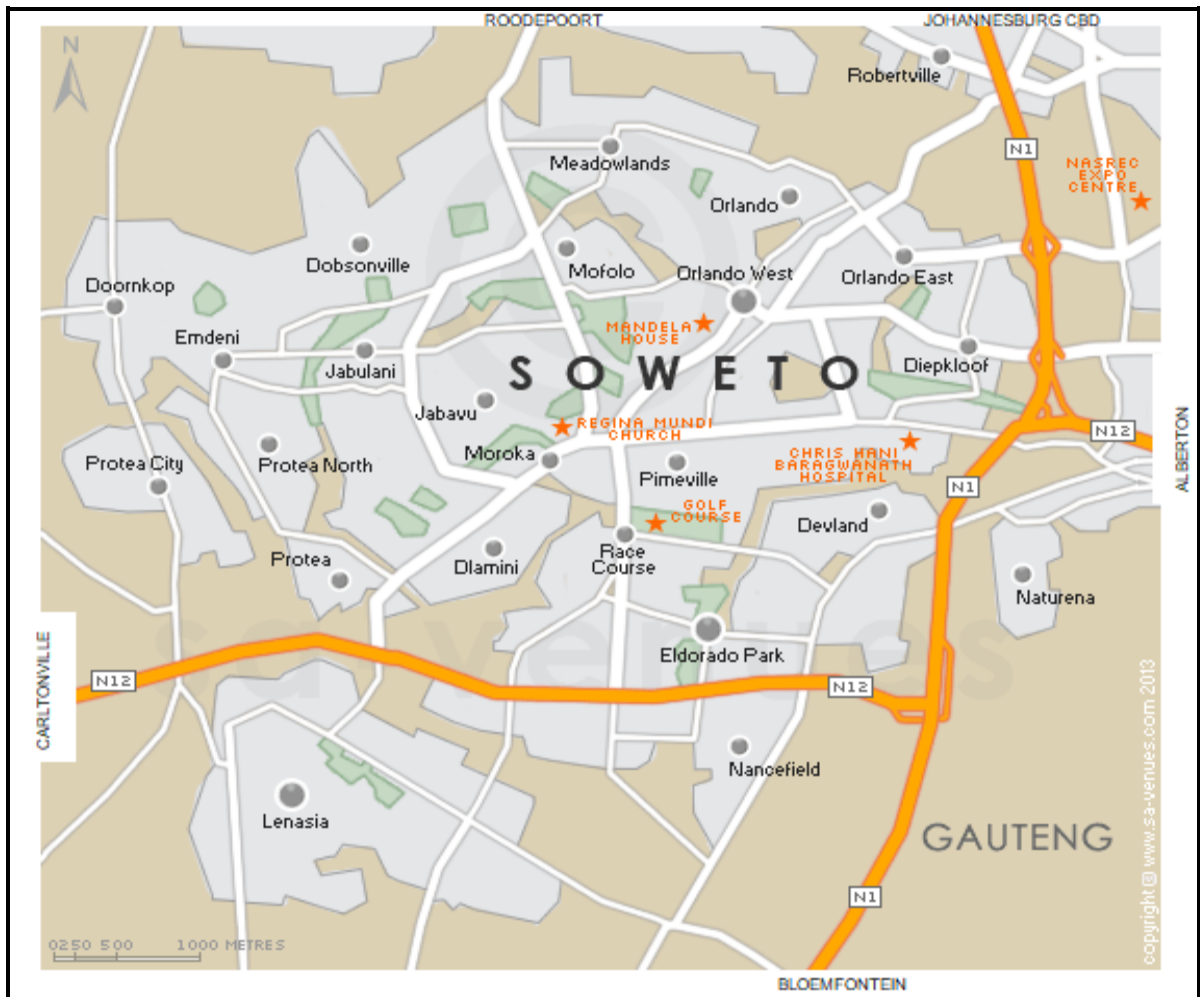 ROODEPOORT
JOHANNESBURG CBD
N
Robertville
N1
Meadowlands
NASREC
EXPO
CENTRE
Orlando
Dobsonville
Mofolo
Orlando West
Orlando East
Doornkop
MANDELA
HOUSE
Emdeni
Jabulani
SOWETO
Diepkloof
Jabavu
REGINA MUNDI
CHURCH
N12
ALBERTON
Protea City
Protea North
Moroka
Pimeville
CHRIS HANI
BARAGWANATH
HOSPITAL
N1
GOLF
COURSE
Devland
Protea
Dlamini
Race
Course
Naturena
sa-venues
Eldorado Park
CARLTONVILLE
N12
N12
Nancefield
Lenasia
GAUTENG
N1
copyright © www.sa-venues.com 2013
0 250 500 1000 METRES
BLOEMFONTEIN